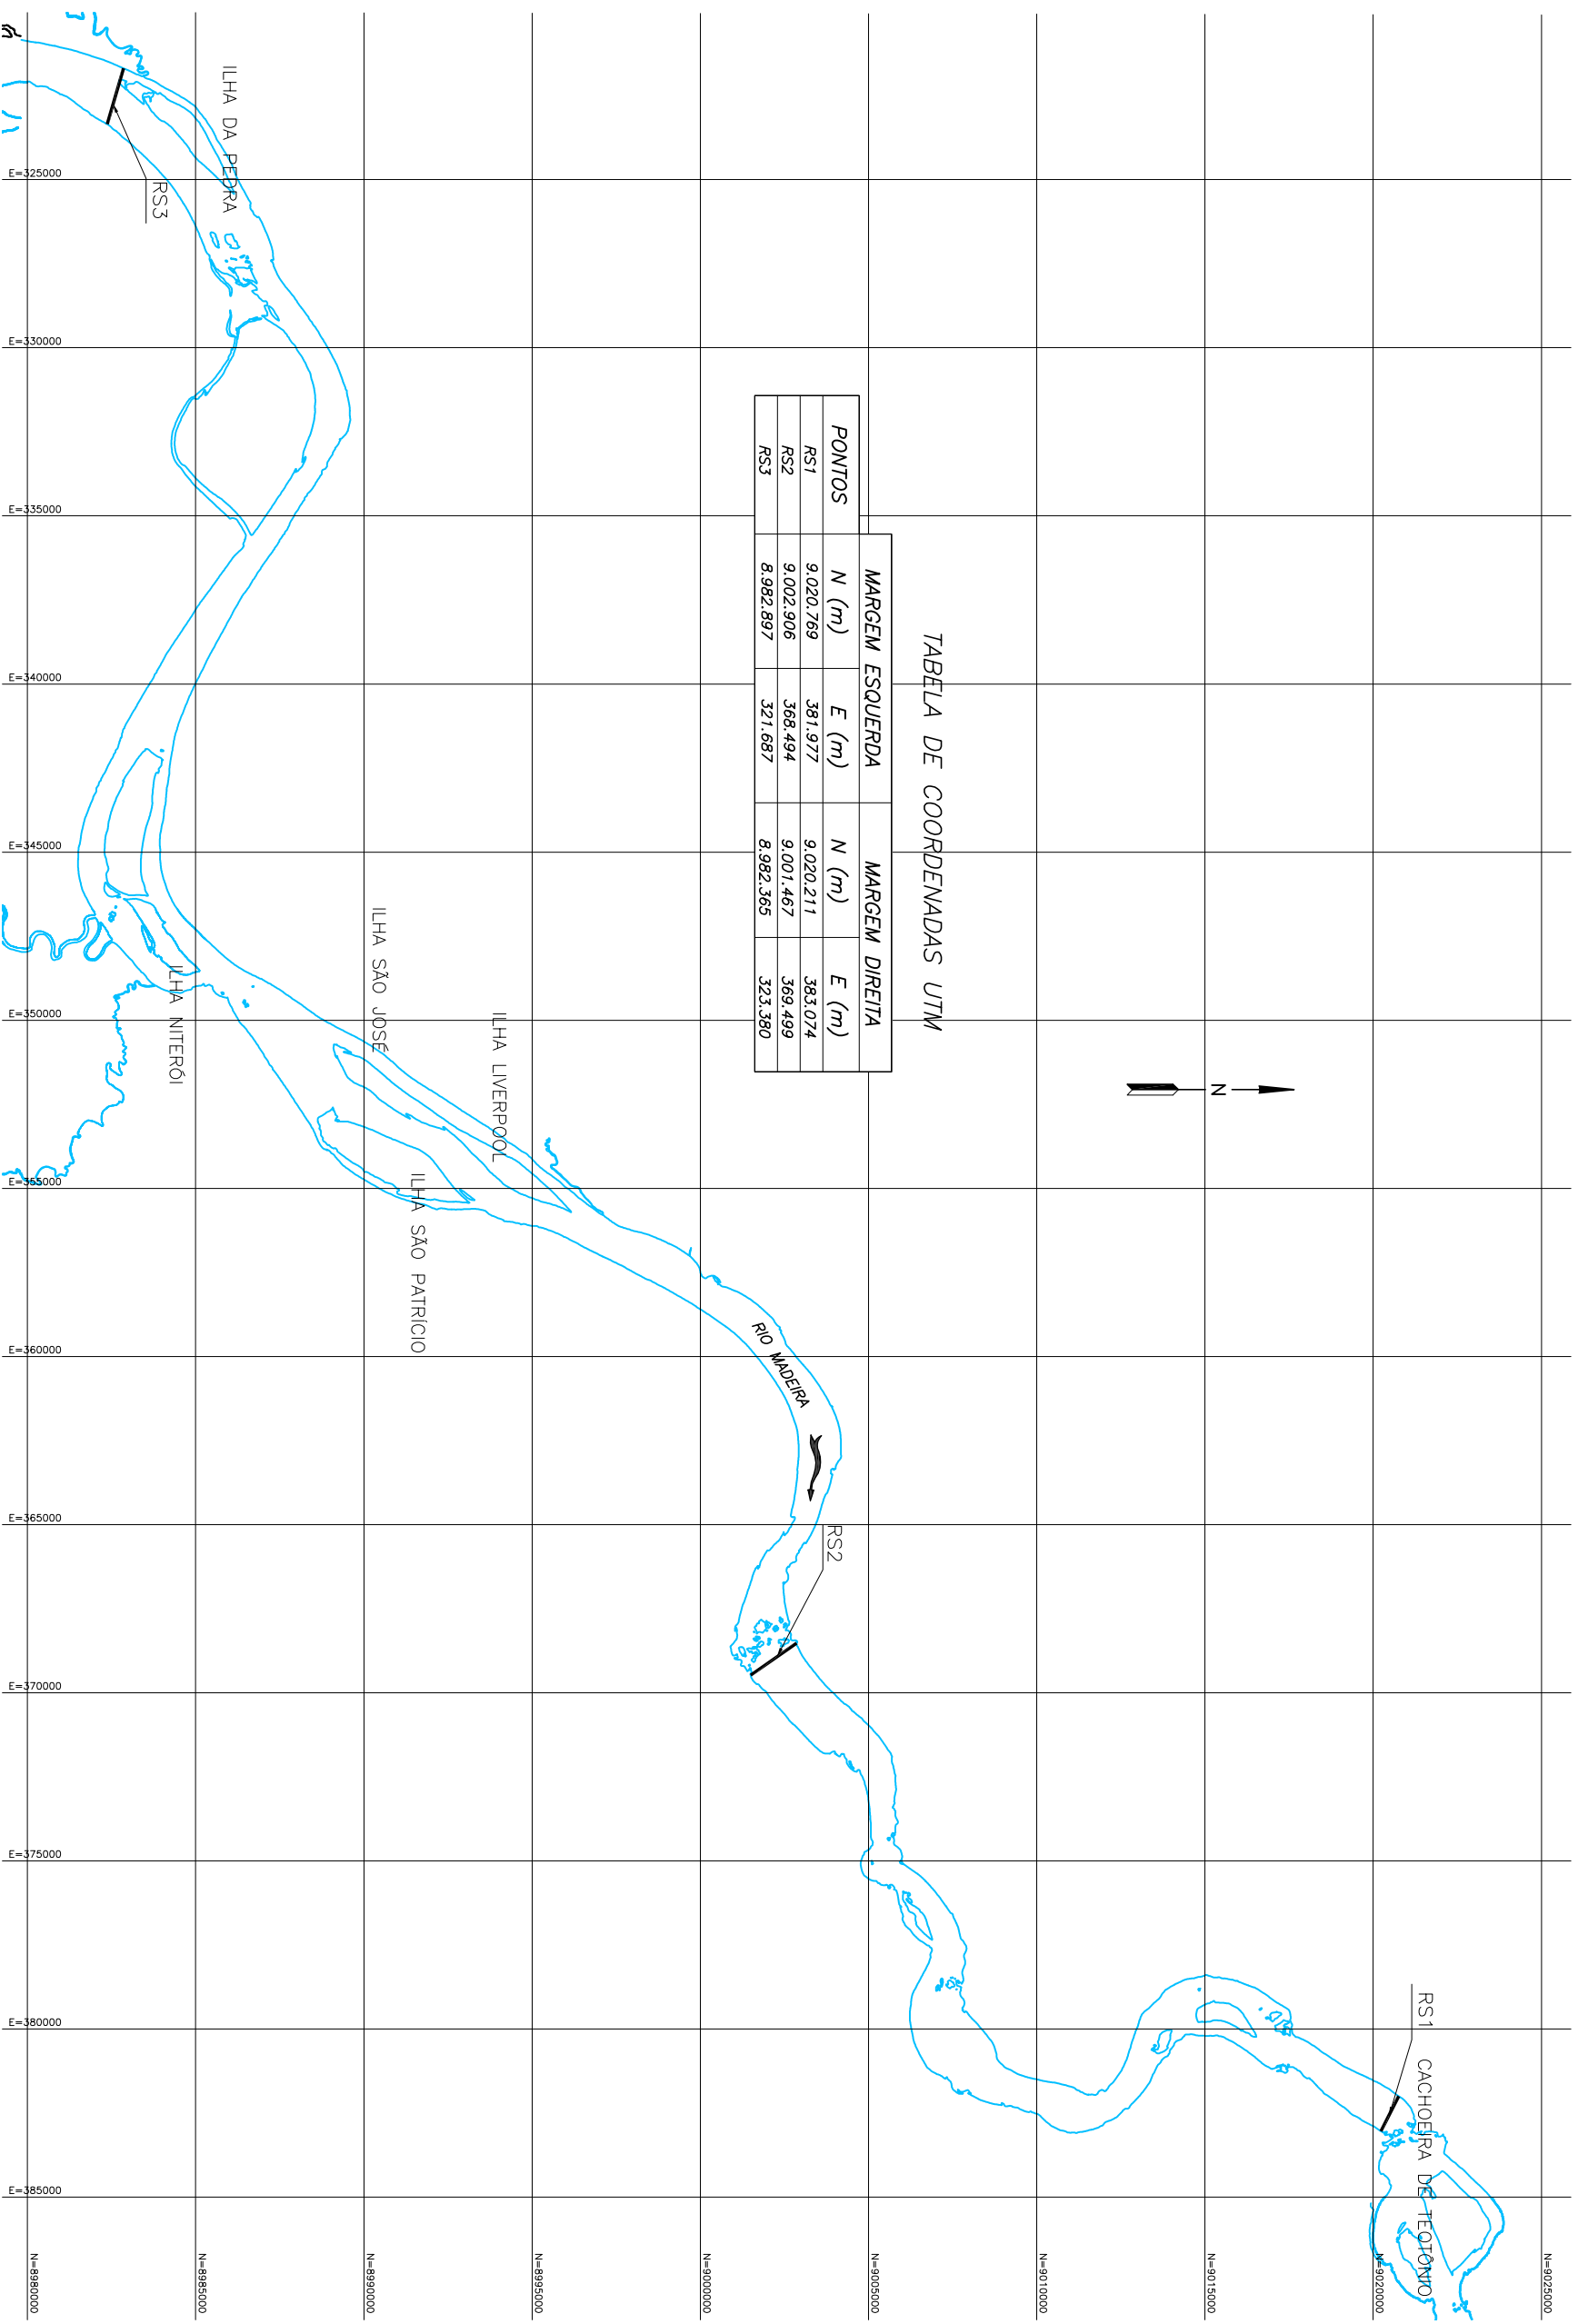 TABELA DE COORDENADAS UTM
MARGEM ESQUERDA MARGEM DIREITA
PONTOS N (m) E (m) N (m) E (m)
RS1 9.020.769 381.977 9.020.211 383.074
RS2 9.002.906 368.494 9.001.467 369.499
RS3 8.982.897 321.687 8.982.365 323.380
N
RS1
CACHOEIRA DE TEOTÔNIO
RS2
RIO MADEIRA
ILHA LIVERPOOL
ILHA SÃO PATRÍCIO
ILHA SÃO JOSÉ
ILHA NITERÓI
ILHA DA PEDRA
RS3
E=325000
E=330000
E=335000
E=340000
E=345000
E=350000
E=355000
E=360000
E=365000
E=370000
E=375000
E=380000
E=385000
N=9025000
N=9020000
N=9015000
N=9010000
N=9005000
N=9000000
N=8995000
N=8990000
N=8985000
N=8980000